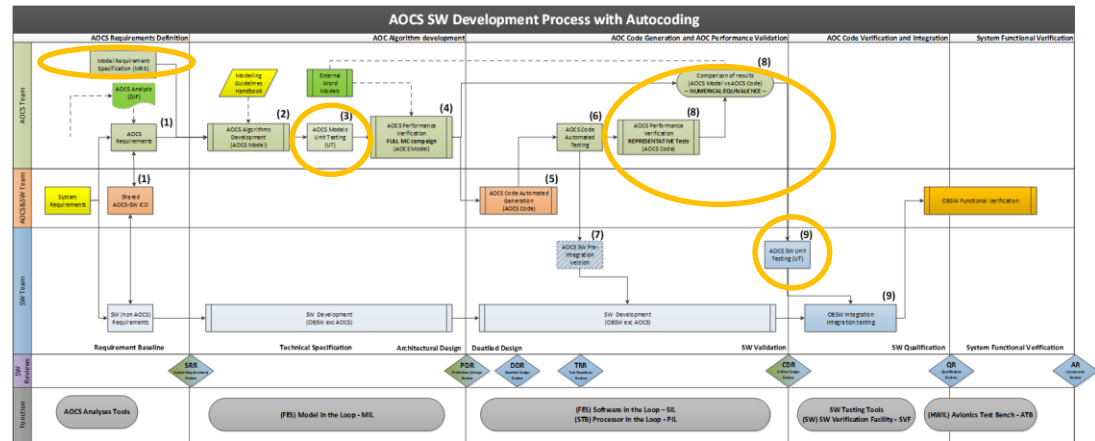 AOCS SW Development Process with Autocoding
AOCS Requirements Definition
AOC Algorithm development
AOC Code Generation and AOC Performance Validation
AOC Code Verification and Integration
System Functional Verification
AOCS Team
Model Requirement
Specification (MRS)
AOCS Analysis
(DJF)
(1)
AOCS
Requirements
Modelling
Guidelines
Handbook
External
Word
Models
(2)
AOCS Algorithms
Development
(AOCS Model)
(3)
AOCS Models
Unit Testing
(UT)
(4)
AOCS Performance
Verification
FULL MC campaign
(AOCS Model)
(6)
AOCS Code
Automated
Testing
(8)
AOCS Performance
Verification
REPRESENTATIVE Tests
(AOCS Code)
(8)
Comparison of results
(AOCS Model vs AOCS Code)
– NUMERICAL EQUIVALENCE –
AOCS&SW Team
System
Requirements
(1)
Shared
AOCS-SW ICD
(5)
AOCS Code Automated
Generation
(AOCS Code)
OBSW Functional Verification
SW Team
(7)
AOCS SW Pre-
integration
version
(9)
AOCS SW Unit
Testing (UT)
SW (non AOCS)
Requirements
SW Development
(OBSW exc AOCS)
SW Development
(OBSW exc AOCS)
(9)
OBSW Integration
Integration testing
Requirement Baseline
Technical Specification
Architectural Design
Deatiled Design
SW Validation
SW Qualification
System Functional Verification
SW
Reviews
SRR
PDR
DDR
TRR
CDR
QR
AR
Function
AOCS Analyses Tools
(FES) Model In the Loop - MIL
(FES) Software In the Loop – SIL
(STB) Processor In the Loop - PIL
SW Testing Tools
(SW) SW Verification Facility - SVF
(HWIL) Avionics Test Bench - ATB